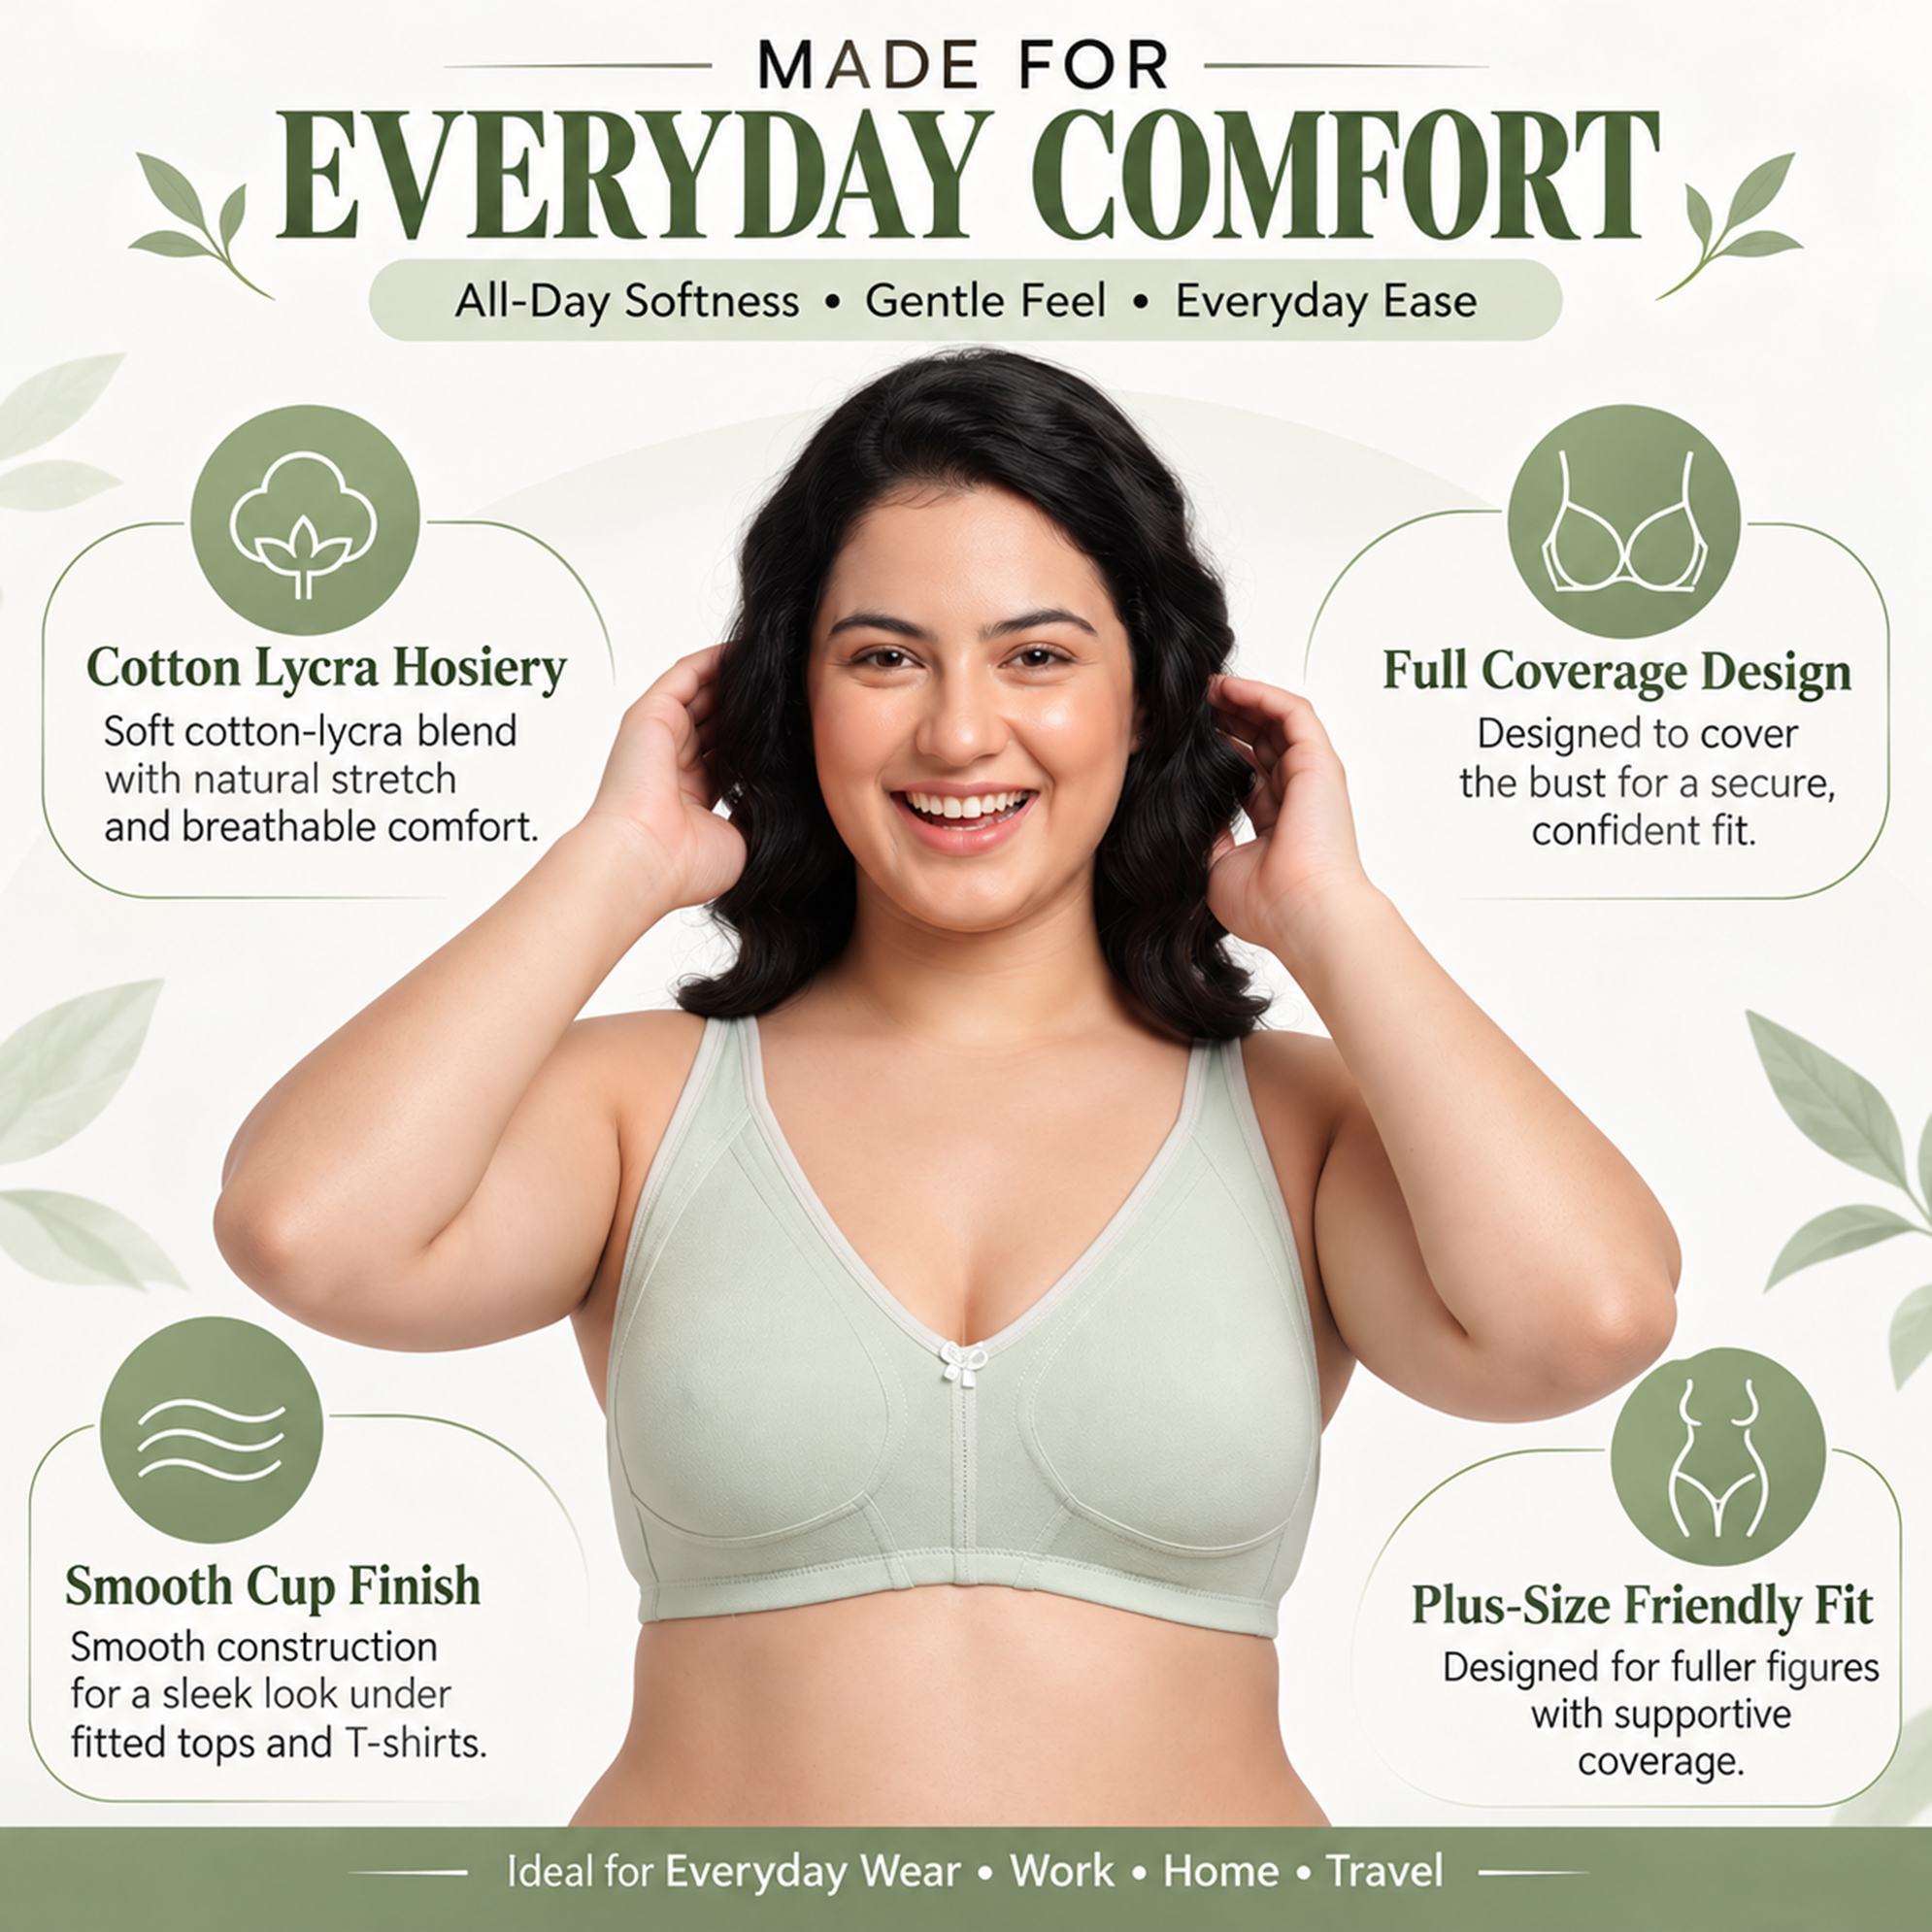 MADE FOR
EVERYDAY COMFORT
All-Day Softness • Gentle Feel • Everyday Ease
Cotton Lycra Hosiery
Soft cotton-lycra blend
with natural stretch
and breathable comfort.
Full Coverage Design
Designed to cover
the bust for a secure,
confident fit.
Smooth Cup Finish
Smooth construction
for a sleek look under
fitted tops and T-shirts.
Plus-Size Friendly Fit
Designed for fuller figures
with supportive
coverage.
Ideal for Everyday Wear • Work • Home • Travel